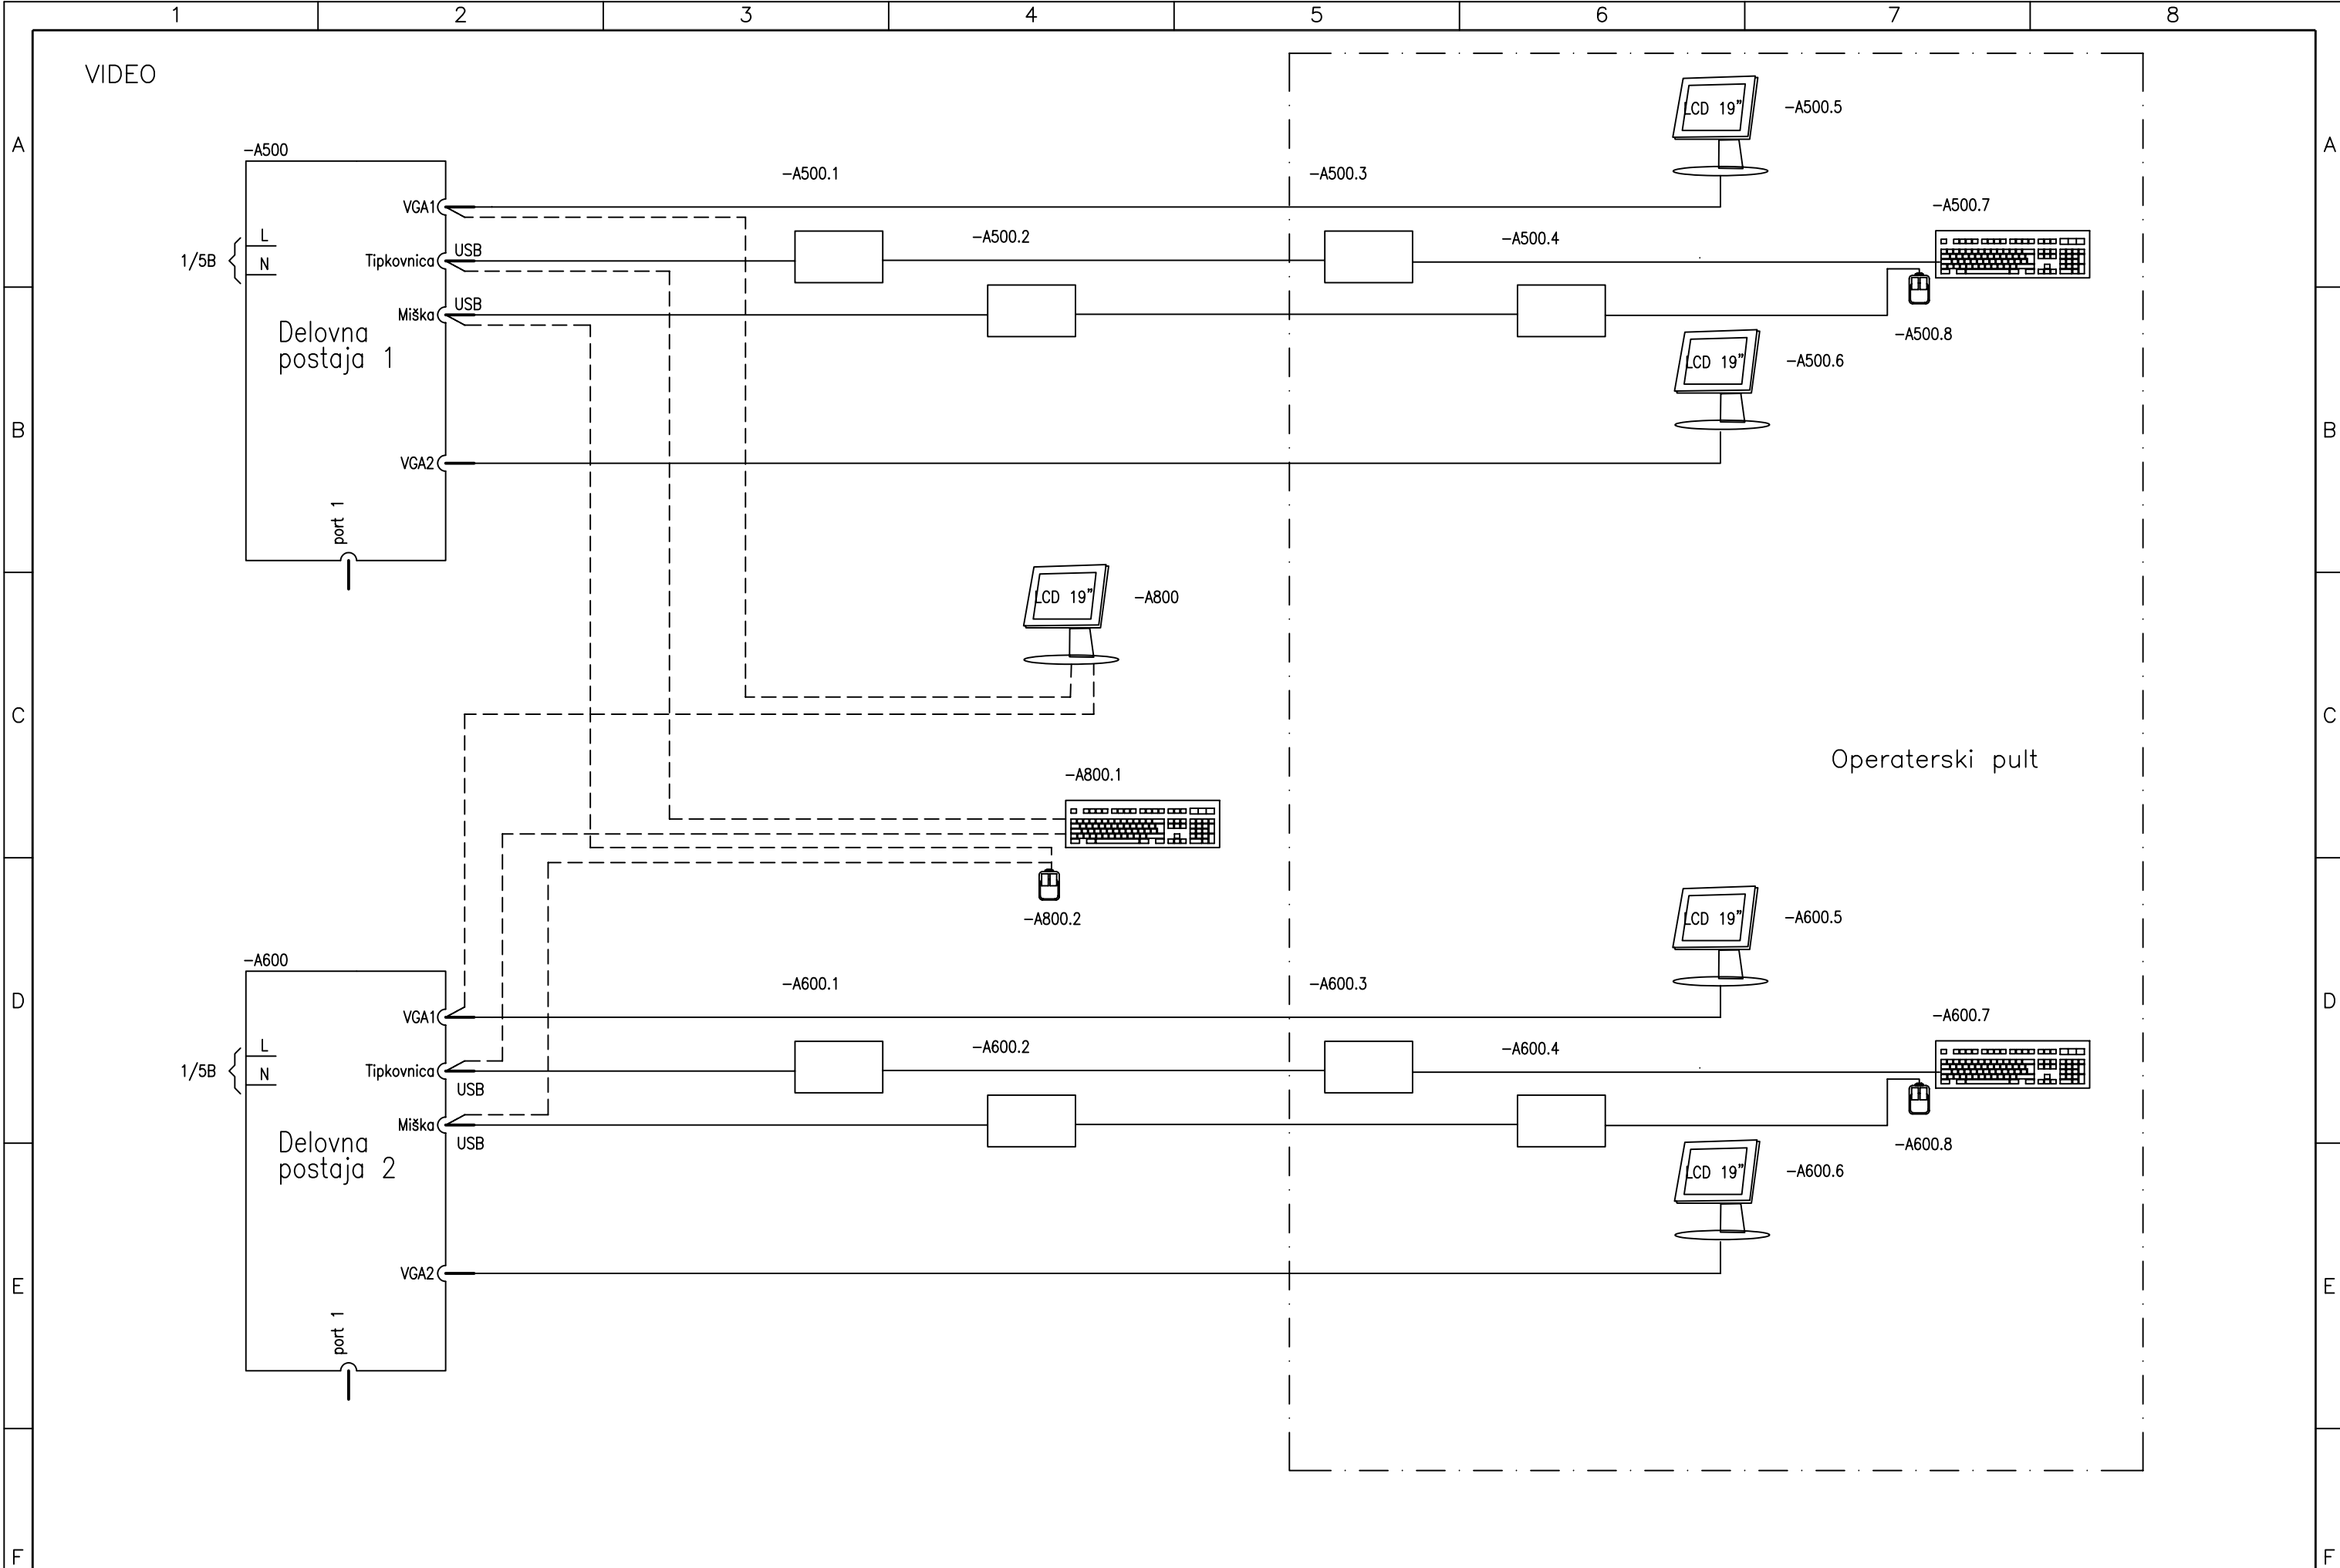 1 2 3 4 5 6 7 8
VIDEO
LCD 19" -A500.5
A A
-A500
-A500.1 -A500.3
VGA1 -A500.7
L
USB -A500.2 -A500.4
1/5B
N Tipkovnica
USB
Miška
Delovna
postaja 1
-A500.8
LCD 19" -A500.6
B B
VGA2
port 1
LCD 19" -A800
C C
Operaterski pult
-A800.1
-A800.2
LCD 19" -A600.5
-A600
-A600.1 -A600.3
D D
VGA1 -A600.7
L
-A600.2 -A600.4
1/5B
N Tipkovnica
USB
Miška
USB
Delovna
postaja 2
-A600.8
LCD 19" -A600.6
VGA2
E E
port 1
F F